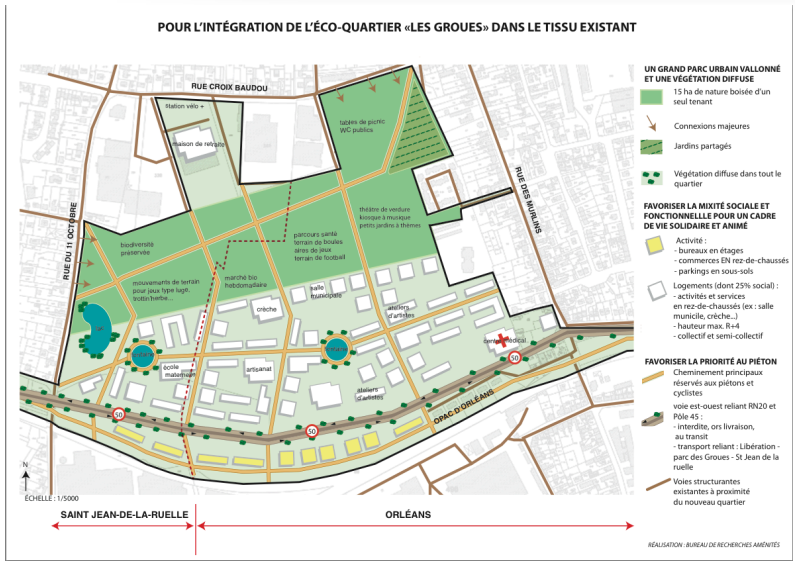 POUR L'INTÉGRATION DE L'ÉCO-QUARTIER «LES GROUES» DANS LE TISSU EXISTANT
RUE CROIX BAUDOU
station vélo +
maison de retraite
tables de picnic
WC publics
RUE DES MURLINS
RUE DU 11 OCTOBRE
théâtre de verdure
kiosque à musique
petits jardins à thèmes
biodiversité
préservée
parcours santé
terrain de boules
aires de jeux
terrain de football
mouvements de terrain
pour jeux type luge,
trottin'herbe...
marché bio
hebdomadaire
salle
municipale
crèche
ateliers
d'artistes
centre médical
école
maternelle
artisanat
ateliers
d'artistes
50
50
50
OPAC D'ORLÉANS
N
ÉCHELLE : 1/5000
SAINT JEAN-DE-LA-RUELLE
ORLÉANS
UN GRAND PARC URBAIN VALLONNÉ
ET UNE VÉGÉTATION DIFFUSE
15 ha de nature boisée d'un
seul tenant
Connexions majeures
Jardins partagés
Végétation diffuse dans tout le
quartier
FAVORISER LA MIXITÉ SOCIALE ET
FONCTIONNELLLE POUR UN CADRE
DE VIE SOLIDAIRE ET ANIMÉ
Activité :
- bureaux en étages
- commerces EN rez-de-chaussés
- parkings en sous-sols
Logements (dont 25% social) :
- activités et services
en rez-de-chaussés (ex : salle
municile, crèche...)
- hauteur max. R+4
- collectif et semi-collectif
FAVORISER LA PRIORITÉ AU PIÉTON
Cheminement principaux
réservés aux piétons et
cyclistes
voie est-ouest reliant RN20 et
Pôle 45 :
- interdite, ors livraison,
au transit
- transport reliant : Libération -
parc des Groues - St Jean de la
ruelle
Voies structurantes
existantes à proximité
du nouveau quartier
RÉALISATION : BUREAU DE RECHERCHES AMÉNITÉS